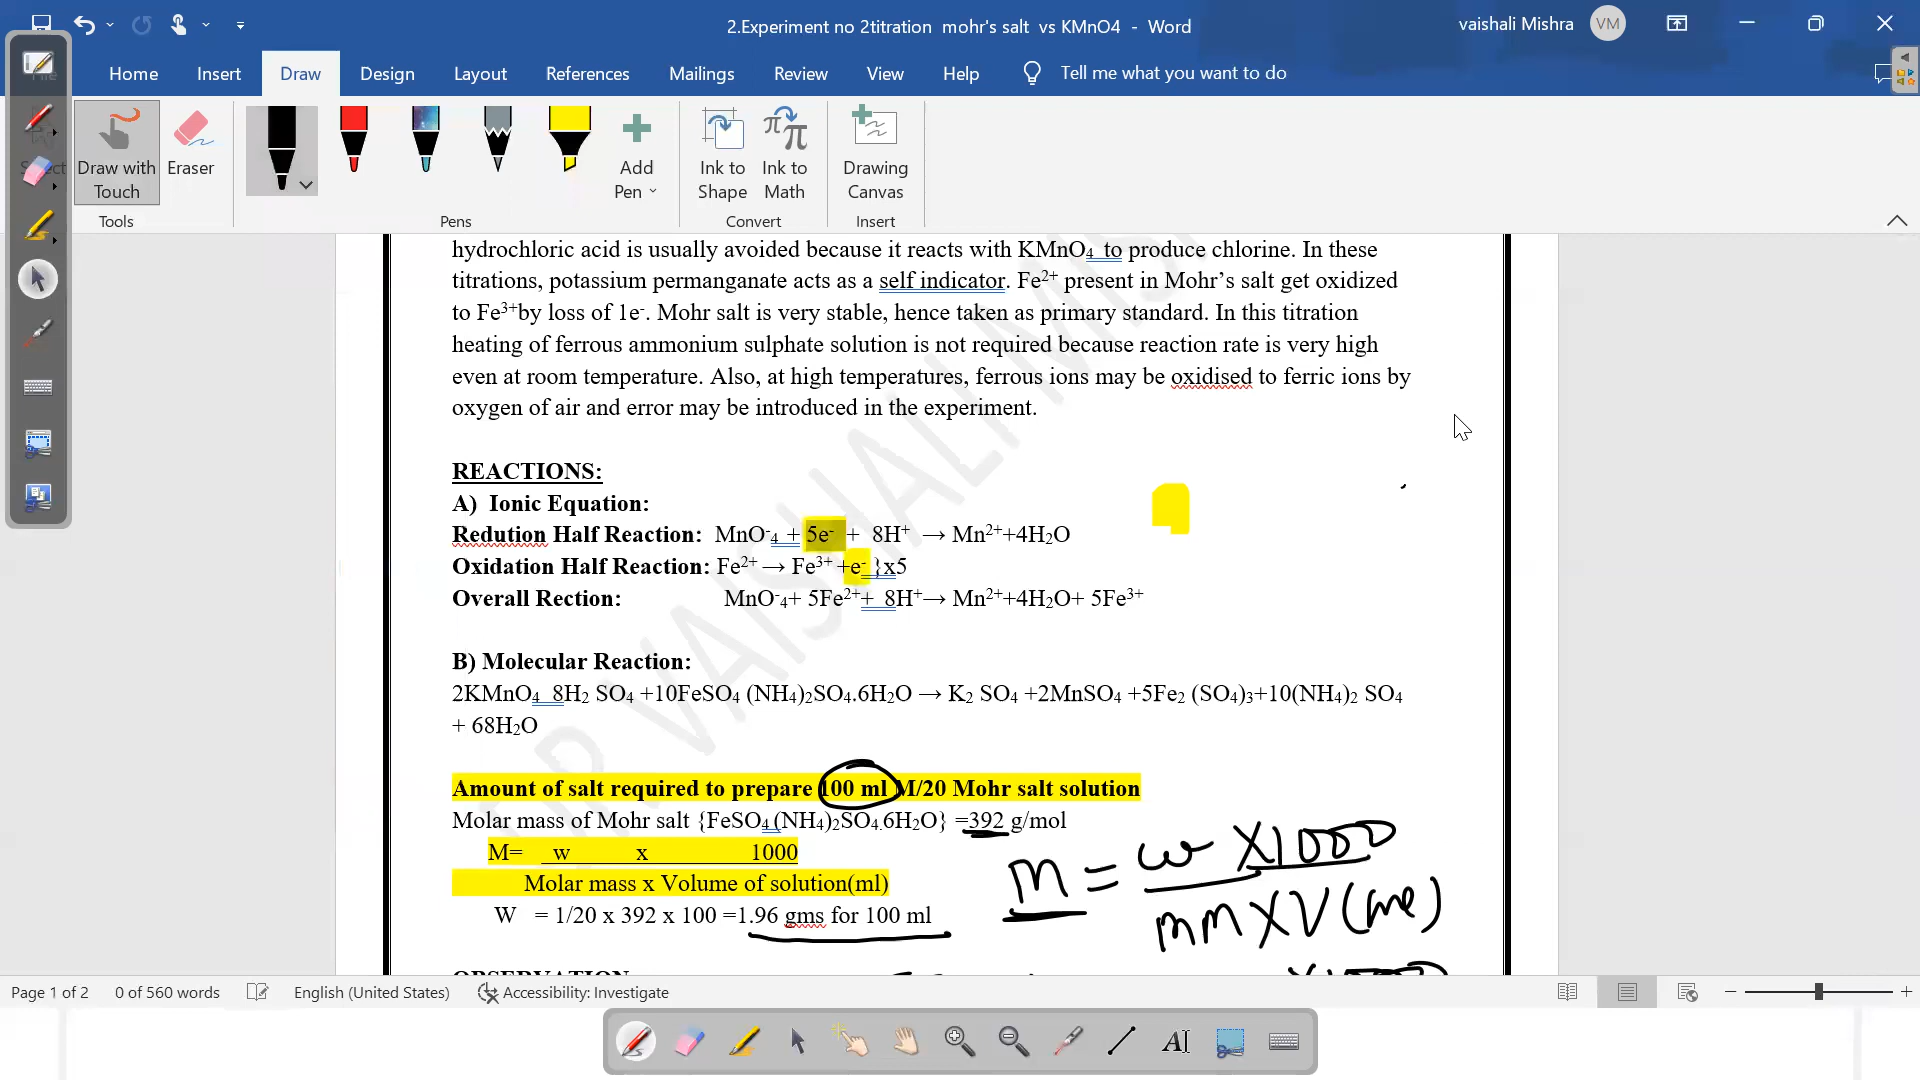 2.Experiment no 2titration mohr's salt vs KMnO4 - Word
vaishali Mishra
VM
Home Insert Draw Design Layout References Mailings Review View Help Tell me what you want to do
Draw with Touch
Eraser
Add Pen
Ink to Shape
Ink to Math
Drawing Canvas
Tools Pens Convert Insert
hydrochloric acid is usually avoided because it reacts with KMnO₄ to produce chlorine. In these
titrations, potassium permanganate acts as a self indicator. Fe²⁺ present in Mohr’s salt get oxidized
to Fe³⁺by loss of 1e⁻. Mohr salt is very stable, hence taken as primary standard. In this titration
heating of ferrous ammonium sulphate solution is not required because reaction rate is very high
even at room temperature. Also, at high temperatures, ferrous ions may be oxidised to ferric ions by
oxygen of air and error may be introduced in the experiment.
REACTIONS:
A) Ionic Equation:
Redution Half Reaction: MnO⁻₄ + 5e⁻ + 8H⁺ → Mn²⁺+4H₂O
Oxidation Half Reaction: Fe²⁺ → Fe³⁺ +e⁻ }x5
Overall Rection: MnO⁻₄+ 5Fe²⁺+ 8H⁺→ Mn²⁺+4H₂O+ 5Fe³⁺
B) Molecular Reaction:
2KMnO₄ 8H₂ SO₄ +10FeSO₄ (NH₄)₂SO₄.6H₂O → K₂ SO₄ +2MnSO₄ +5Fe₂ (SO₄)₃+10(NH₄)₂ SO₄
+ 68H₂O
Amount of salt required to prepare 100 ml M/20 Mohr salt solution
Molar mass of Mohr salt {FeSO₄ (NH₄)₂SO₄.6H₂O} =392 g/mol
M= w x 1000
Molar mass x Volume of solution(ml)
W = 1/20 x 392 x 100 =1.96 gms for 100 ml
M = w X1000
mm X V (ml)
DR VAISHALI MIS
Page 1 of 2 0 of 560 words English (United States) Accessibility: Investigate